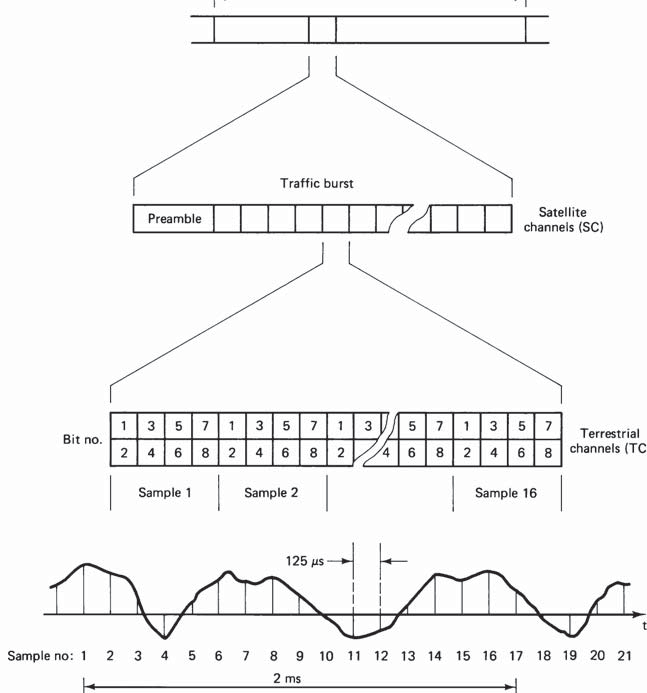 Traffic burst
Preamble
Satellite
channels (SC)
Bit no.
1 3 5 7 1 3 5 7 1 3 5 7 1 3 5 7
2 4 6 8 2 4 6 8 2 4 6 8 2 4 6 8
Terrestrial
channels (TC
Sample 1 Sample 2 Sample 16
125 μs
t
Sample no: 1 2 3 4 5 6 7 8 9 10 11 12 13 14 15 16 17 18 19 20 21
2 ms